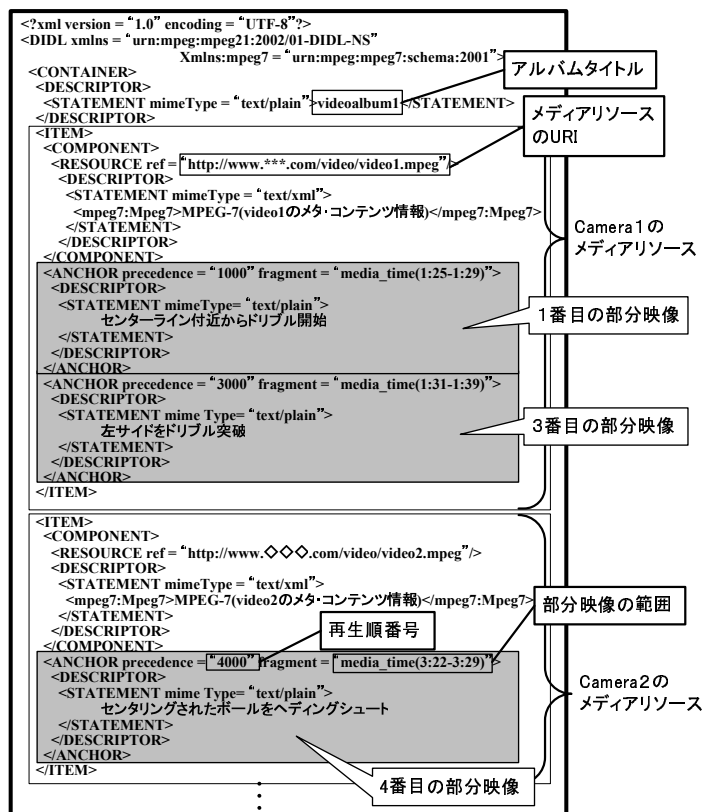 <?xml version = “1.0” encoding = “UTF-8”?>
<DIDL xmlns = “urn:mpeg:mpeg21:2002/01-DIDL-NS”
Xmlns:mpeg7 = “urn:mpeg:mpeg7:schema:2001”>
<CONTAINER>
アルバムタイトル
<DESCRIPTOR>
<STATEMENT mimeType = “text/plain”>videoalbum1</STATEMENT>
</DESCRIPTOR>
メディアリソース
のURI
<ITEM>
<COMPONENT>
<RESOURCE ref = “http://www.***.com/video/video1.mpeg”/>
<DESCRIPTOR>
<STATEMENT mimeType = “text/xml”>
<mpeg7:Mpeg7>MPEG-7(video1のメタ・コンテンツ情報)</mpeg7:Mpeg7>
</STATEMENT>
</DESCRIPTOR>
</COMPONENT>
Camera1の
メディアリソース
<ANCHOR precedence = “1000” fragment = “media_time(1:25-1:29)”>
<DESCRIPTOR>
<STATEMENT mimeType= “text/plain”>
センターライン付近からドリブル開始
</STATEMENT>
</DESCRIPTOR>
</ANCHOR>
1番目の部分映像
<ANCHOR precedence = “3000” fragment = “media_time(1:31-1:39)”>
<DESCRIPTOR>
<STATEMENT mime Type= “text/plain”>
左サイドをドリブル突破
</STATEMENT>
</DESCRIPTOR>
</ANCHOR>
3番目の部分映像
</ITEM>
<ITEM>
<COMPONENT>
<RESOURCE ref = “http://www.◇◇◇.com/video/video2.mpeg”/>
<DESCRIPTOR>
<STATEMENT mimeType = “text/xml”>
<mpeg7:Mpeg7>MPEG-7(video2のメタ・コンテンツ情報)</mpeg7:Mpeg7>
</STATEMENT>
</DESCRIPTOR>
</COMPONENT>
部分映像の範囲
再生順番号
<ANCHOR precedence = “4000” fragment = “media_time(3:22-3:29)”>
<DESCRIPTOR>
<STATEMENT mime Type= “text/plain”>
センタリングされたボールをヘディングシュート
</STATEMENT>
</DESCRIPTOR>
</ANCHOR>
</ITEM>
Camera2の
メディアリソース
4番目の部分映像